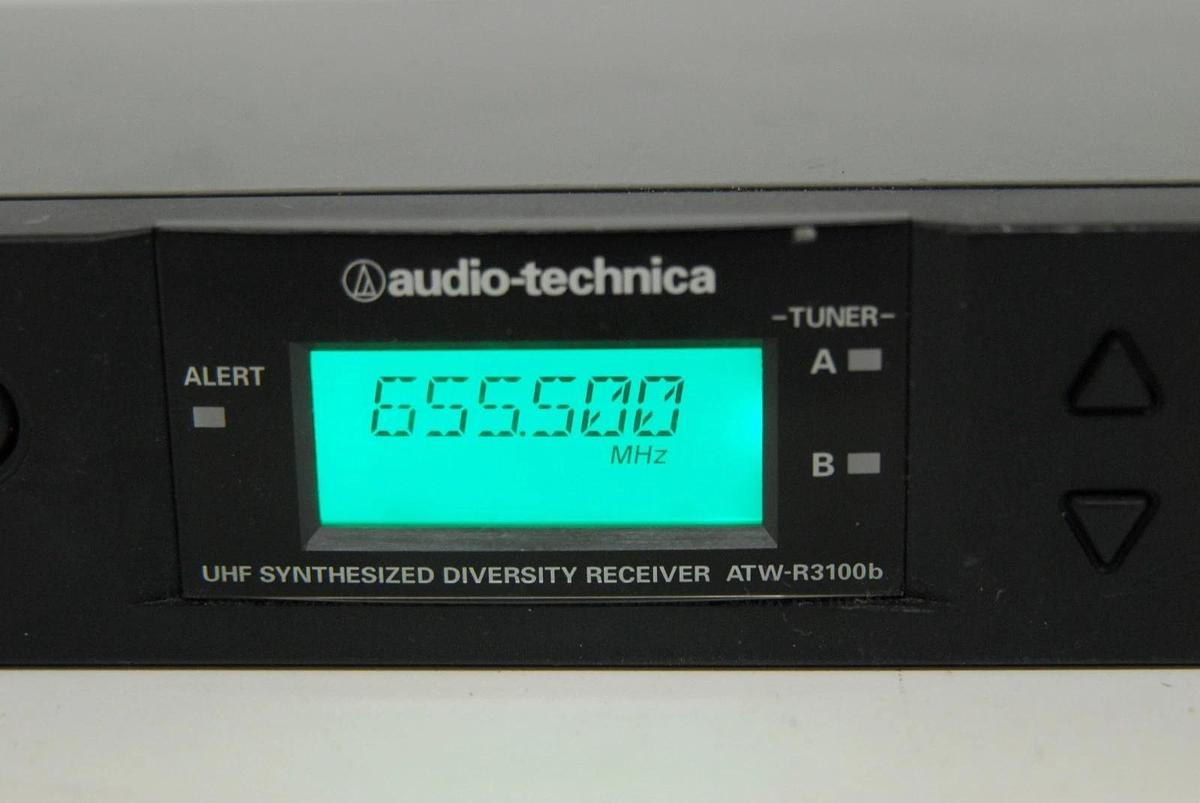 audio-technica
-TUNER-
ALERT
A
655.500
MHz
B
UHF SYNTHESIZED DIVERSITY RECEIVER ATW-R3100b